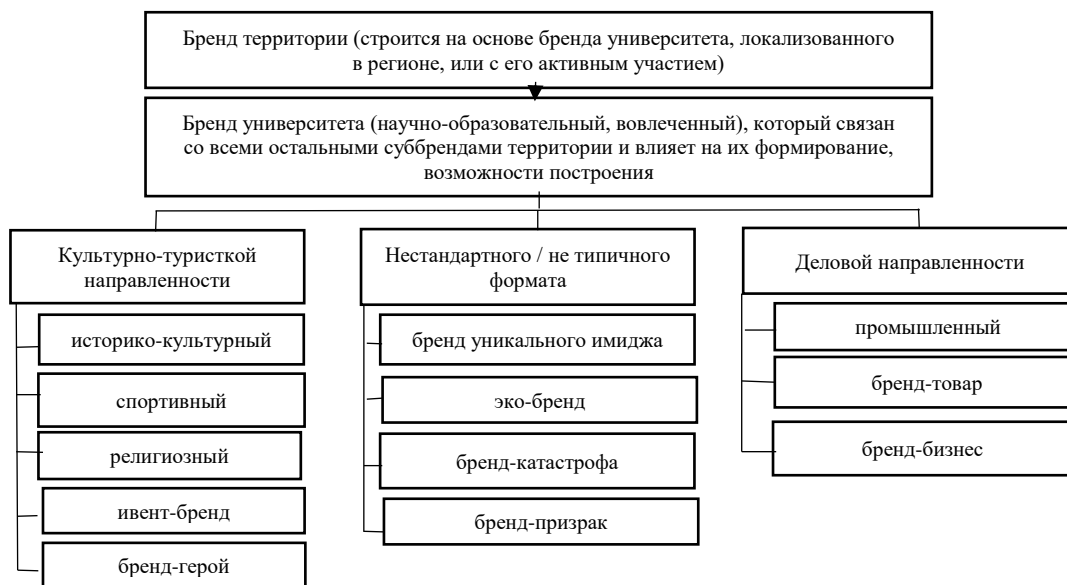 Бренд территории (строится на основе бренда университета, локализованного
в регионе, или с его активным участием)
Бренд университета (научно-образовательный, вовлеченный), который связан
со всеми остальными суббрендами территории и влияет на их формирование,
возможности построения
Культурно-туристкой
направленности
историко-культурный
спортивный
религиозный
ивент-бренд
бренд-герой
Нестандартного / не типичного
формата
бренд уникального имиджа
эко-бренд
бренд-катастрофа
бренд-призрак
Деловой направленности
промышленный
бренд-товар
бренд-бизнес